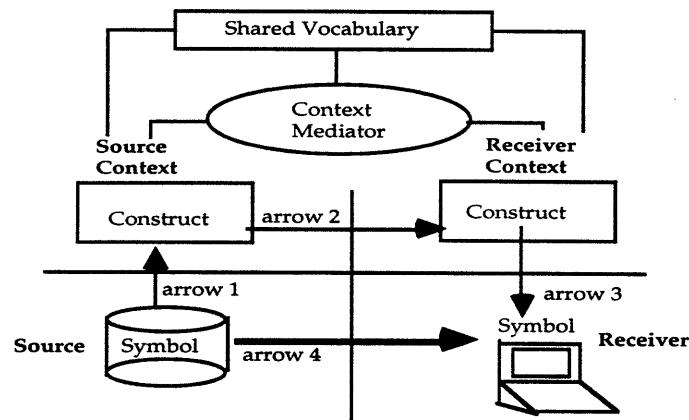 Shared Vocabulary
Context
Mediator
Source
Context
Receiver
Context
Construct
arrow 2
Construct
arrow 1
arrow 3
Source
Symbol
arrow 4
Symbol
Receiver